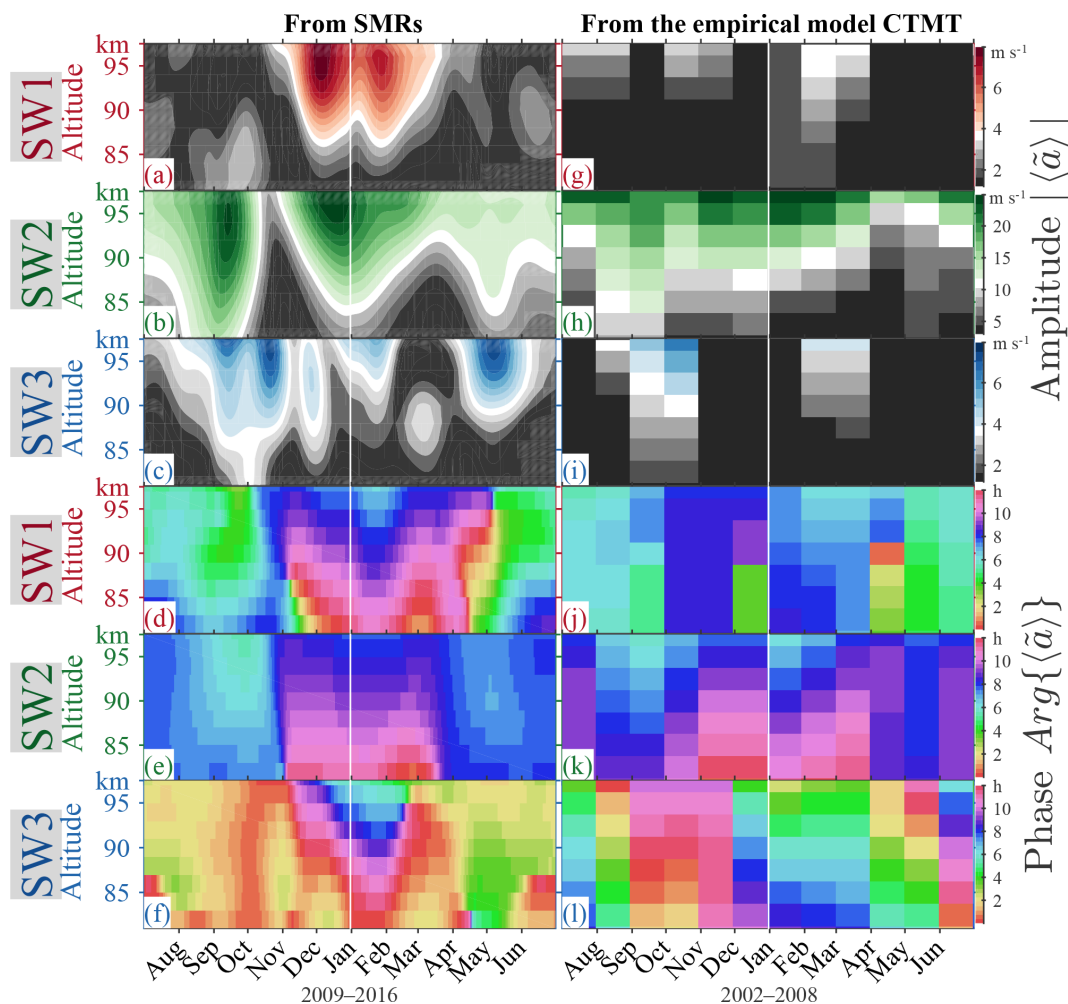 From SMRs
From the empirical model CTMT
km
95
90
85
SW1
Altitude
(a)
(g)
m s-1
6
4
2
km
95
90
85
SW2
Altitude
(b)
(h)
m s-1
20
15
10
5
Amplitude |⟨ã⟩|
km
95
90
85
SW3
Altitude
(c)
(i)
m s-1
6
4
2
km
95
90
85
SW1
Altitude
(d)
(j)
h
10
8
6
4
2
km
95
90
85
SW2
Altitude
(e)
(k)
h
10
8
6
4
2
Phase Arg{⟨ã⟩}
km
95
90
85
SW3
Altitude
(f)
(l)
h
10
8
6
4
2
Aug Sep Oct Nov Dec Jan Feb Mar Apr May Jun
Aug Sep Oct Nov Dec Jan Feb Mar Apr May Jun
2009–2016
2002–2008